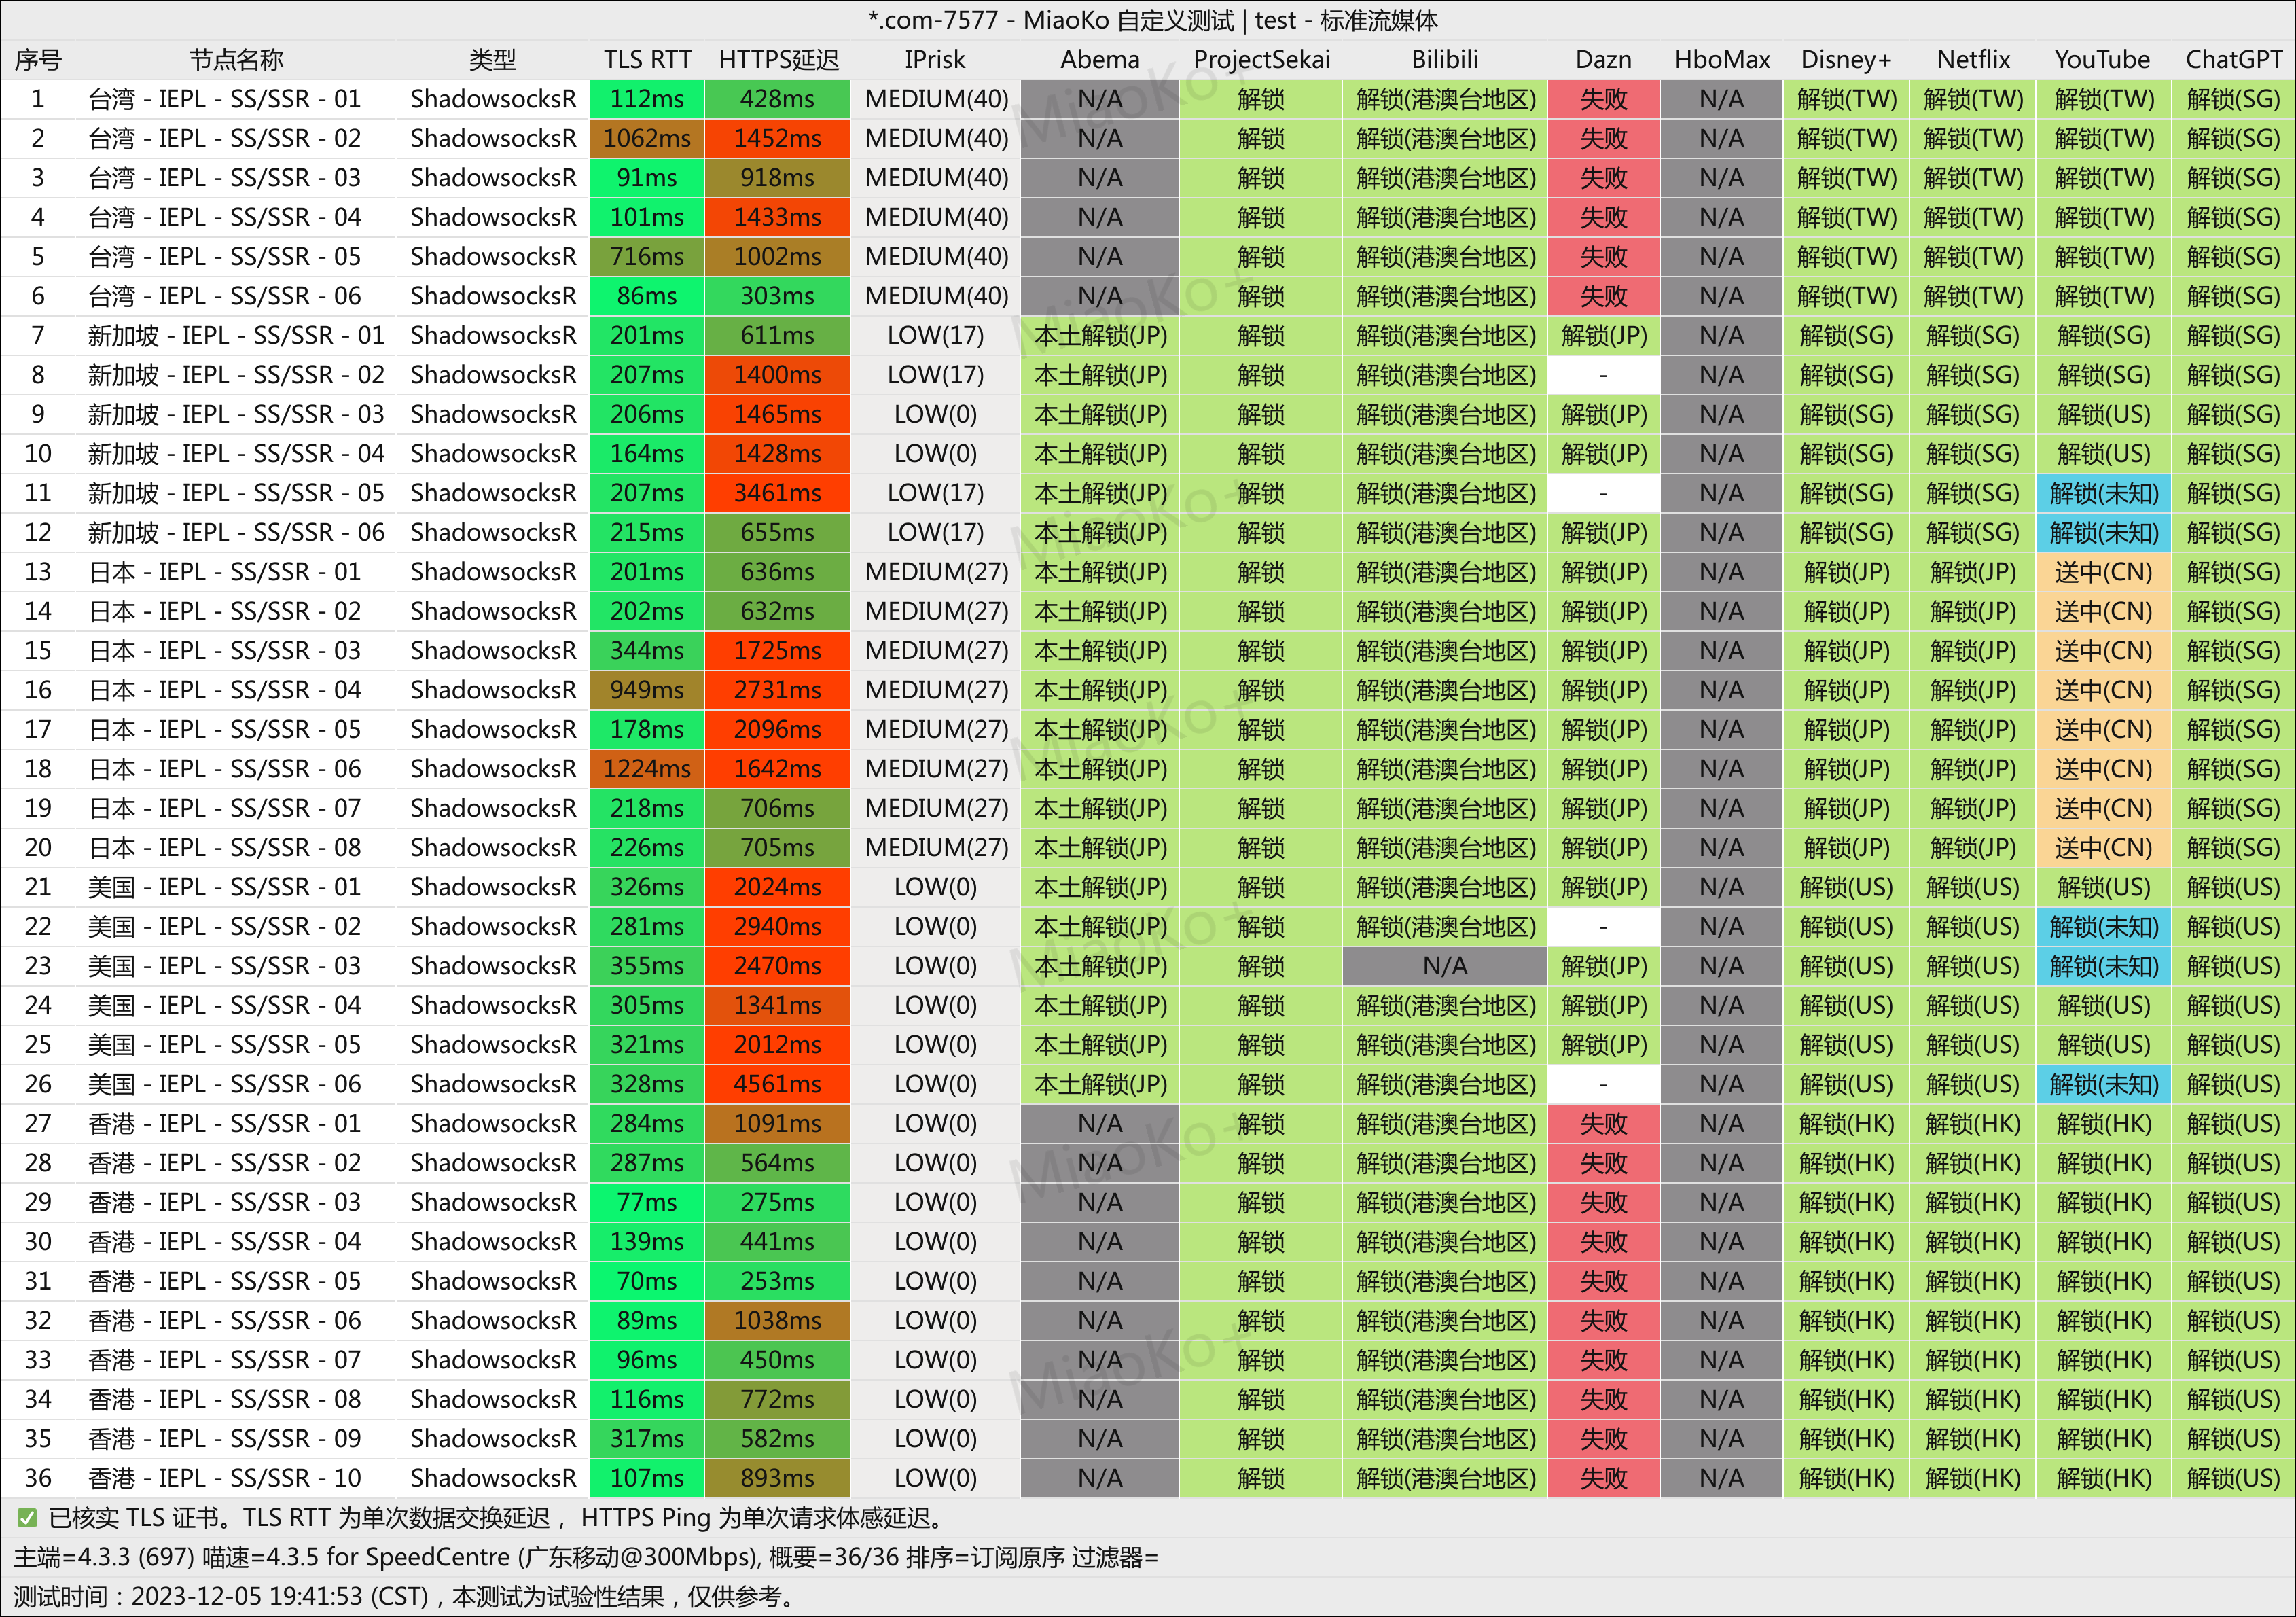 *.com-7577 - MiaoKo 自定义测试 | test - 标准流媒体
序号 节点名称 类型 TLS RTT HTTPS延迟 IPrisk Abema ProjectSekai Bilibili Dazn HboMax Disney+ Netflix YouTube ChatGPT
1 台湾 - IEPL - SS/SSR - 01 ShadowsocksR 112ms 428ms MEDIUM(40) N/A 解锁 解锁(港澳台地区) 失败 N/A 解锁(TW) 解锁(TW) 解锁(TW) 解锁(SG)
2 台湾 - IEPL - SS/SSR - 02 ShadowsocksR 1062ms 1452ms MEDIUM(40) N/A 解锁 解锁(港澳台地区) 失败 N/A 解锁(TW) 解锁(TW) 解锁(TW) 解锁(SG)
3 台湾 - IEPL - SS/SSR - 03 ShadowsocksR 91ms 918ms MEDIUM(40) N/A 解锁 解锁(港澳台地区) 失败 N/A 解锁(TW) 解锁(TW) 解锁(TW) 解锁(SG)
4 台湾 - IEPL - SS/SSR - 04 ShadowsocksR 101ms 1433ms MEDIUM(40) N/A 解锁 解锁(港澳台地区) 失败 N/A 解锁(TW) 解锁(TW) 解锁(TW) 解锁(SG)
5 台湾 - IEPL - SS/SSR - 05 ShadowsocksR 716ms 1002ms MEDIUM(40) N/A 解锁 解锁(港澳台地区) 失败 N/A 解锁(TW) 解锁(TW) 解锁(TW) 解锁(SG)
6 台湾 - IEPL - SS/SSR - 06 ShadowsocksR 86ms 303ms MEDIUM(40) N/A 解锁 解锁(港澳台地区) 失败 N/A 解锁(TW) 解锁(TW) 解锁(TW) 解锁(SG)
7 新加坡 - IEPL - SS/SSR - 01 ShadowsocksR 201ms 611ms LOW(17) 本土解锁(JP) 解锁 解锁(港澳台地区) 解锁(JP) N/A 解锁(SG) 解锁(SG) 解锁(SG) 解锁(SG)
8 新加坡 - IEPL - SS/SSR - 02 ShadowsocksR 207ms 1400ms LOW(17) 本土解锁(JP) 解锁 解锁(港澳台地区) - N/A 解锁(SG) 解锁(SG) 解锁(SG) 解锁(SG)
9 新加坡 - IEPL - SS/SSR - 03 ShadowsocksR 206ms 1465ms LOW(0) 本土解锁(JP) 解锁 解锁(港澳台地区) 解锁(JP) N/A 解锁(SG) 解锁(SG) 解锁(US) 解锁(SG)
10 新加坡 - IEPL - SS/SSR - 04 ShadowsocksR 164ms 1428ms LOW(0) 本土解锁(JP) 解锁 解锁(港澳台地区) 解锁(JP) N/A 解锁(SG) 解锁(SG) 解锁(US) 解锁(SG)
11 新加坡 - IEPL - SS/SSR - 05 ShadowsocksR 207ms 3461ms LOW(17) 本土解锁(JP) 解锁 解锁(港澳台地区) - N/A 解锁(SG) 解锁(SG) 解锁(未知) 解锁(SG)
12 新加坡 - IEPL - SS/SSR - 06 ShadowsocksR 215ms 655ms LOW(17) 本土解锁(JP) 解锁 解锁(港澳台地区) 解锁(JP) N/A 解锁(SG) 解锁(SG) 解锁(未知) 解锁(SG)
13 日本 - IEPL - SS/SSR - 01 ShadowsocksR 201ms 636ms MEDIUM(27) 本土解锁(JP) 解锁 解锁(港澳台地区) 解锁(JP) N/A 解锁(JP) 解锁(JP) 送中(CN) 解锁(SG)
14 日本 - IEPL - SS/SSR - 02 ShadowsocksR 202ms 632ms MEDIUM(27) 本土解锁(JP) 解锁 解锁(港澳台地区) 解锁(JP) N/A 解锁(JP) 解锁(JP) 送中(CN) 解锁(SG)
15 日本 - IEPL - SS/SSR - 03 ShadowsocksR 344ms 1725ms MEDIUM(27) 本土解锁(JP) 解锁 解锁(港澳台地区) 解锁(JP) N/A 解锁(JP) 解锁(JP) 送中(CN) 解锁(SG)
16 日本 - IEPL - SS/SSR - 04 ShadowsocksR 949ms 2731ms MEDIUM(27) 本土解锁(JP) 解锁 解锁(港澳台地区) 解锁(JP) N/A 解锁(JP) 解锁(JP) 送中(CN) 解锁(SG)
17 日本 - IEPL - SS/SSR - 05 ShadowsocksR 178ms 2096ms MEDIUM(27) 本土解锁(JP) 解锁 解锁(港澳台地区) 解锁(JP) N/A 解锁(JP) 解锁(JP) 送中(CN) 解锁(SG)
18 日本 - IEPL - SS/SSR - 06 ShadowsocksR 1224ms 1642ms MEDIUM(27) 本土解锁(JP) 解锁 解锁(港澳台地区) 解锁(JP) N/A 解锁(JP) 解锁(JP) 送中(CN) 解锁(SG)
19 日本 - IEPL - SS/SSR - 07 ShadowsocksR 218ms 706ms MEDIUM(27) 本土解锁(JP) 解锁 解锁(港澳台地区) 解锁(JP) N/A 解锁(JP) 解锁(JP) 送中(CN) 解锁(SG)
20 日本 - IEPL - SS/SSR - 08 ShadowsocksR 226ms 705ms MEDIUM(27) 本土解锁(JP) 解锁 解锁(港澳台地区) 解锁(JP) N/A 解锁(JP) 解锁(JP) 送中(CN) 解锁(SG)
21 美国 - IEPL - SS/SSR - 01 ShadowsocksR 326ms 2024ms LOW(0) 本土解锁(JP) 解锁 解锁(港澳台地区) 解锁(JP) N/A 解锁(US) 解锁(US) 解锁(US) 解锁(US)
22 美国 - IEPL - SS/SSR - 02 ShadowsocksR 281ms 2940ms LOW(0) 本土解锁(JP) 解锁 解锁(港澳台地区) - N/A 解锁(US) 解锁(US) 解锁(未知) 解锁(US)
23 美国 - IEPL - SS/SSR - 03 ShadowsocksR 355ms 2470ms LOW(0) 本土解锁(JP) 解锁 N/A 解锁(JP) N/A 解锁(US) 解锁(US) 解锁(未知) 解锁(US)
24 美国 - IEPL - SS/SSR - 04 ShadowsocksR 305ms 1341ms LOW(0) 本土解锁(JP) 解锁 解锁(港澳台地区) 解锁(JP) N/A 解锁(US) 解锁(US) 解锁(US) 解锁(US)
25 美国 - IEPL - SS/SSR - 05 ShadowsocksR 321ms 2012ms LOW(0) 本土解锁(JP) 解锁 解锁(港澳台地区) 解锁(JP) N/A 解锁(US) 解锁(US) 解锁(US) 解锁(US)
26 美国 - IEPL - SS/SSR - 06 ShadowsocksR 328ms 4561ms LOW(0) 本土解锁(JP) 解锁 解锁(港澳台地区) - N/A 解锁(US) 解锁(US) 解锁(未知) 解锁(US)
27 香港 - IEPL - SS/SSR - 01 ShadowsocksR 284ms 1091ms LOW(0) N/A 解锁 解锁(港澳台地区) 失败 N/A 解锁(HK) 解锁(HK) 解锁(HK) 解锁(US)
28 香港 - IEPL - SS/SSR - 02 ShadowsocksR 287ms 564ms LOW(0) N/A 解锁 解锁(港澳台地区) 失败 N/A 解锁(HK) 解锁(HK) 解锁(HK) 解锁(US)
29 香港 - IEPL - SS/SSR - 03 ShadowsocksR 77ms 275ms LOW(0) N/A 解锁 解锁(港澳台地区) 失败 N/A 解锁(HK) 解锁(HK) 解锁(HK) 解锁(US)
30 香港 - IEPL - SS/SSR - 04 ShadowsocksR 139ms 441ms LOW(0) N/A 解锁 解锁(港澳台地区) 失败 N/A 解锁(HK) 解锁(HK) 解锁(HK) 解锁(US)
31 香港 - IEPL - SS/SSR - 05 ShadowsocksR 70ms 253ms LOW(0) N/A 解锁 解锁(港澳台地区) 失败 N/A 解锁(HK) 解锁(HK) 解锁(HK) 解锁(US)
32 香港 - IEPL - SS/SSR - 06 ShadowsocksR 89ms 1038ms LOW(0) N/A 解锁 解锁(港澳台地区) 失败 N/A 解锁(HK) 解锁(HK) 解锁(HK) 解锁(US)
33 香港 - IEPL - SS/SSR - 07 ShadowsocksR 96ms 450ms LOW(0) N/A 解锁 解锁(港澳台地区) 失败 N/A 解锁(HK) 解锁(HK) 解锁(HK) 解锁(US)
34 香港 - IEPL - SS/SSR - 08 ShadowsocksR 116ms 772ms LOW(0) N/A 解锁 解锁(港澳台地区) 失败 N/A 解锁(HK) 解锁(HK) 解锁(HK) 解锁(US)
35 香港 - IEPL - SS/SSR - 09 ShadowsocksR 317ms 582ms LOW(0) N/A 解锁 解锁(港澳台地区) 失败 N/A 解锁(HK) 解锁(HK) 解锁(HK) 解锁(US)
36 香港 - IEPL - SS/SSR - 10 ShadowsocksR 107ms 893ms LOW(0) N/A 解锁 解锁(港澳台地区) 失败 N/A 解锁(HK) 解锁(HK) 解锁(HK) 解锁(US)
✅ 已核实 TLS 证书。TLS RTT 为单次数据交换延迟， HTTPS Ping 为单次请求体感延迟。
主端=4.3.3 (697) 喵速=4.3.5 for SpeedCentre (广东移动@300Mbps), 概要=36/36 排序=订阅原序 过滤器=
测试时间：2023-12-05 19:41:53 (CST)，本测试为试验性结果，仅供参考。
MiaoKo+
MiaoKo+
MiaoKo+
MiaoKo+
MiaoKo+
MiaoKo+
MiaoKo+